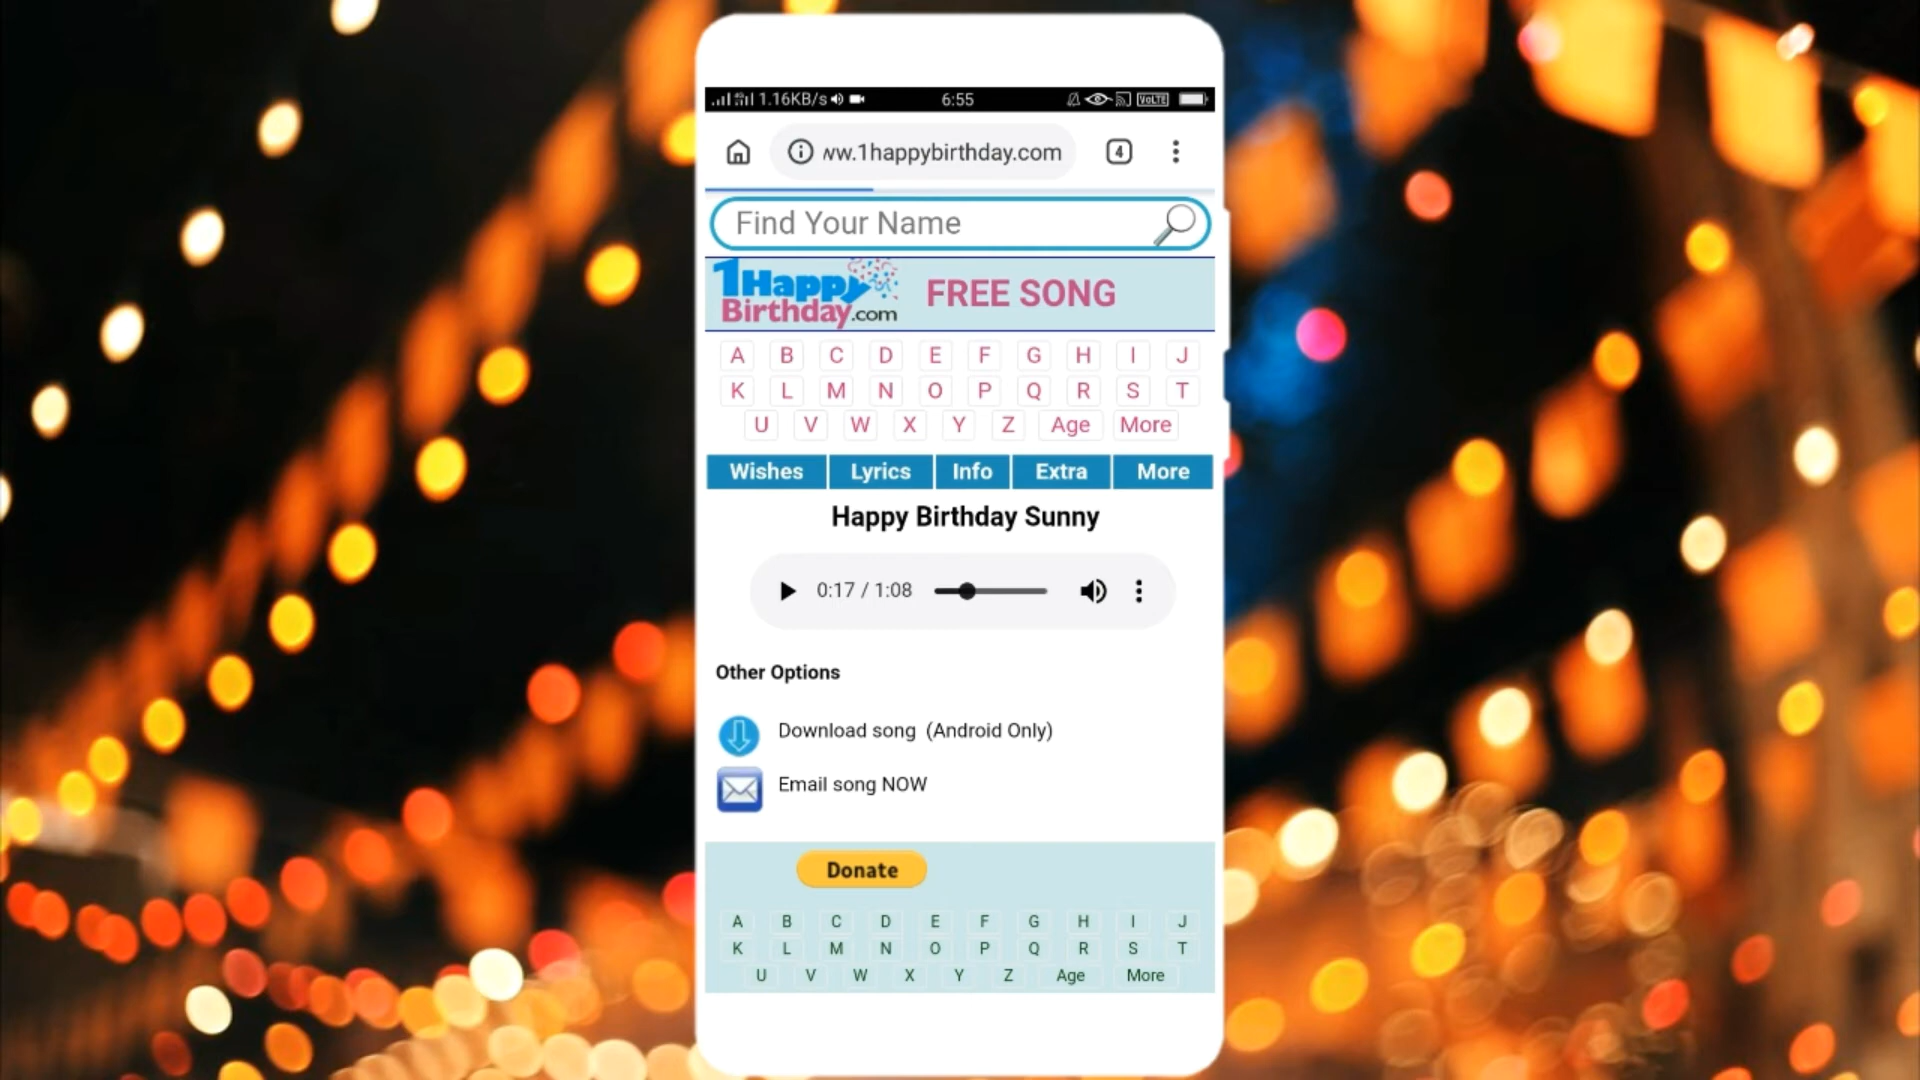 1.16KB/s 6:55 VoLTE
ww.1happybirthday.com 4
Find Your Name
1Happy
Birthday.com
FREE SONG
A B C D E F G H I J
K L M N O P Q R S T
U V W X Y Z Age More
Wishes Lyrics Info Extra More
Happy Birthday Sunny
0:17 / 1:08
Other Options
Download song (Android Only)
Email song NOW
Donate
A B C D E F G H I J
K L M N O P Q R S T
U V W X Y Z Age More